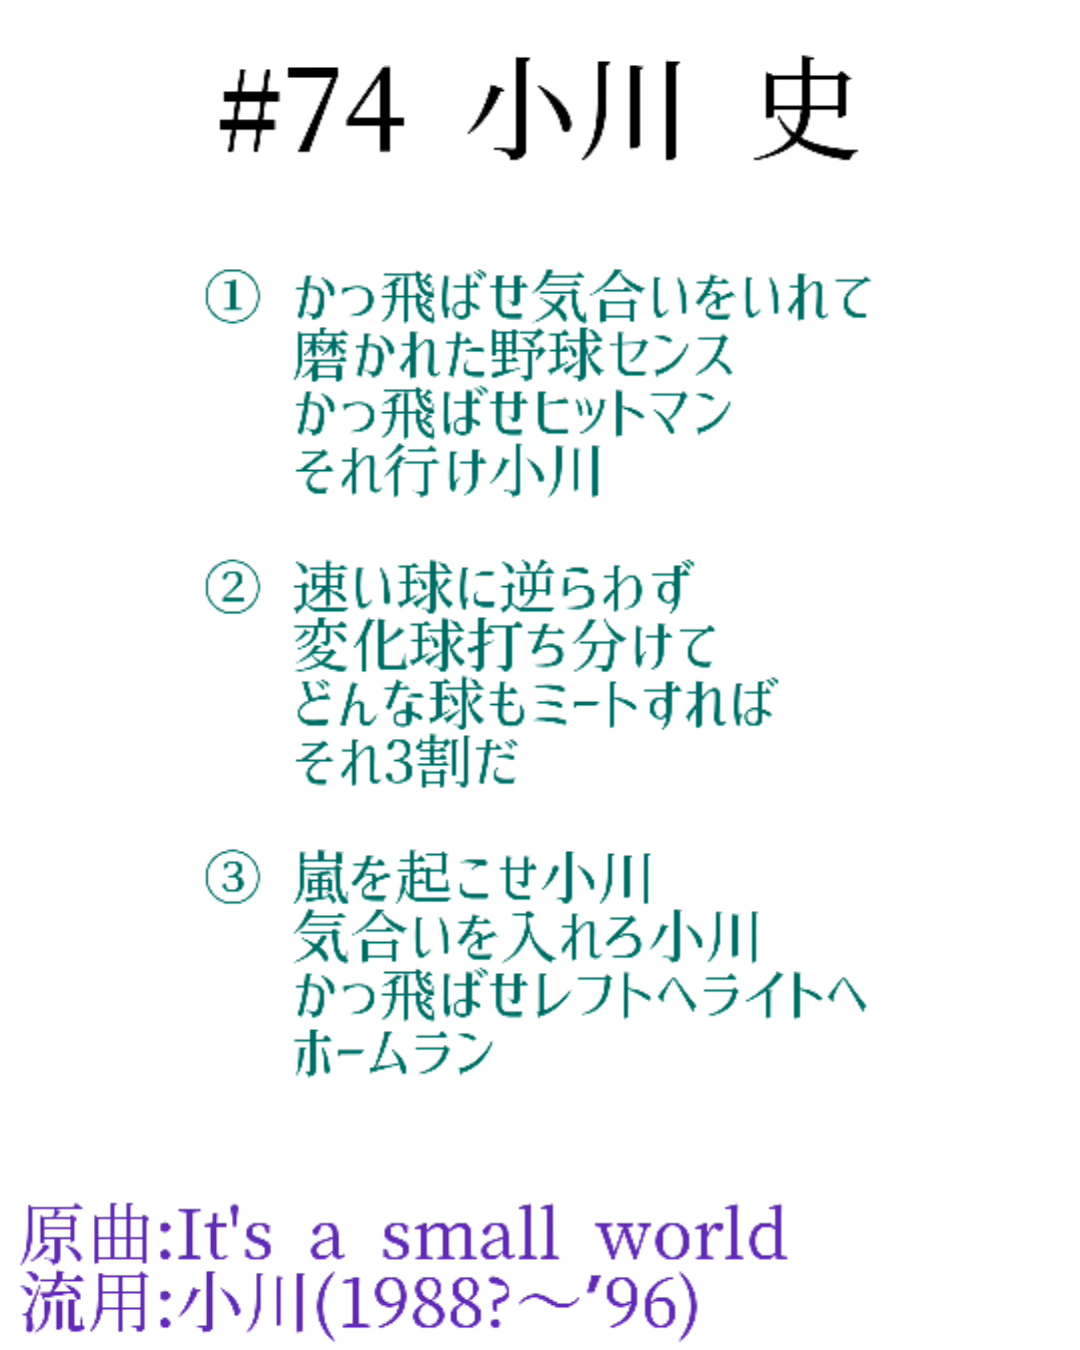 #74 小川 史
① かっ飛ばせ気合いをいれて
磨かれた野球センス
かっ飛ばせヒットマン
それ行け小川
② 速い球に逆らわず
変化球打ち分けて
どんな球もミートすれば
それ3割だ
③ 嵐を起こせ小川
気合いを入れろ小川
かっ飛ばせレフトへライトへ
ホームラン
原曲:It's a small world
流用:小川(1988?〜’96)